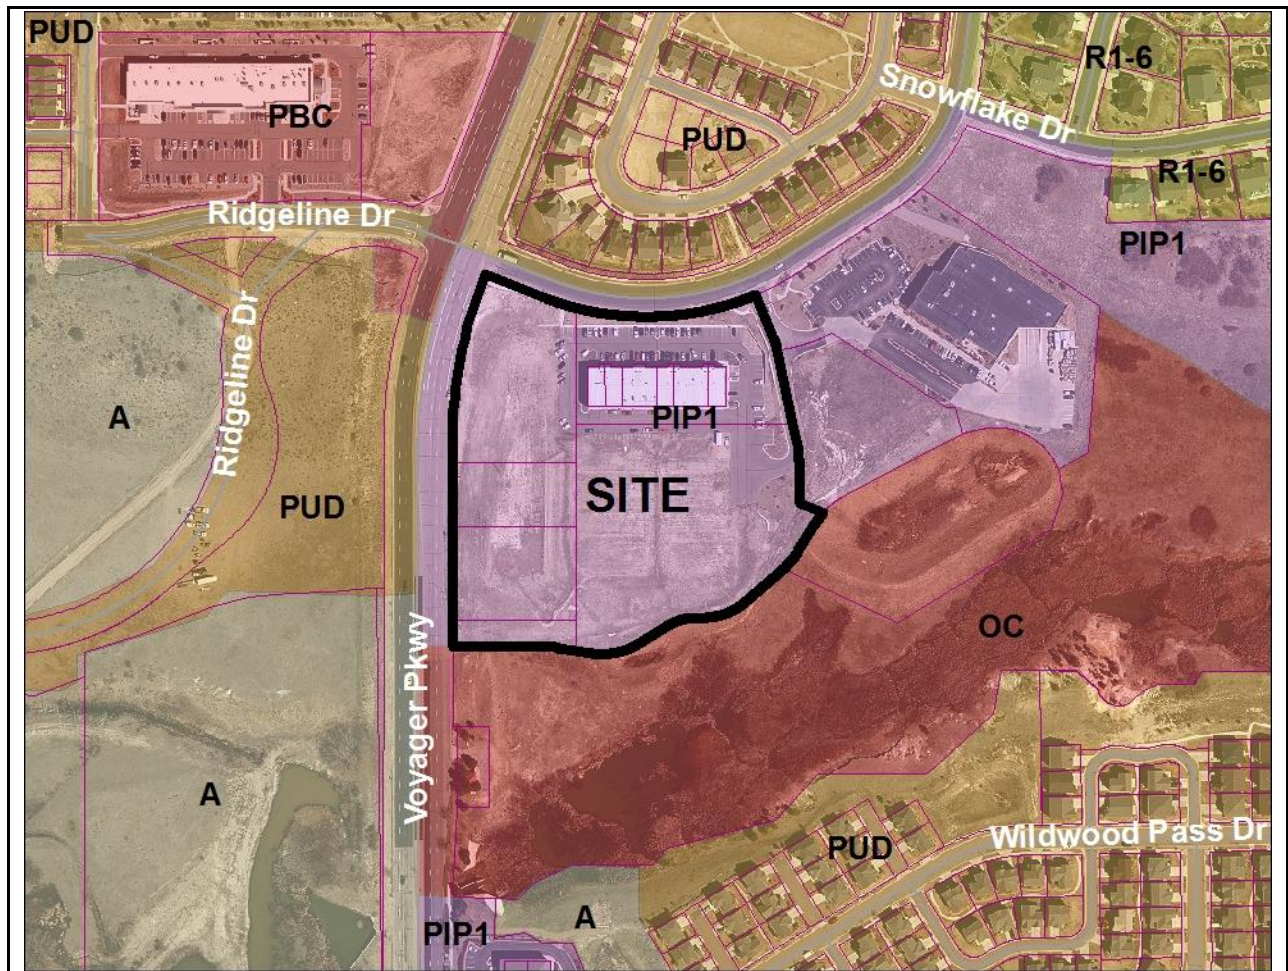 PUD
R1-6
Snowflake Dr
PBC
PUD
R1-6
Ridgeline Dr
PIP1
Ridgeline Dr
A
PIP1
SITE
PUD
OC
Voyager Pkwy
A
Wildwood Pass Dr
PUD
A
PIP1